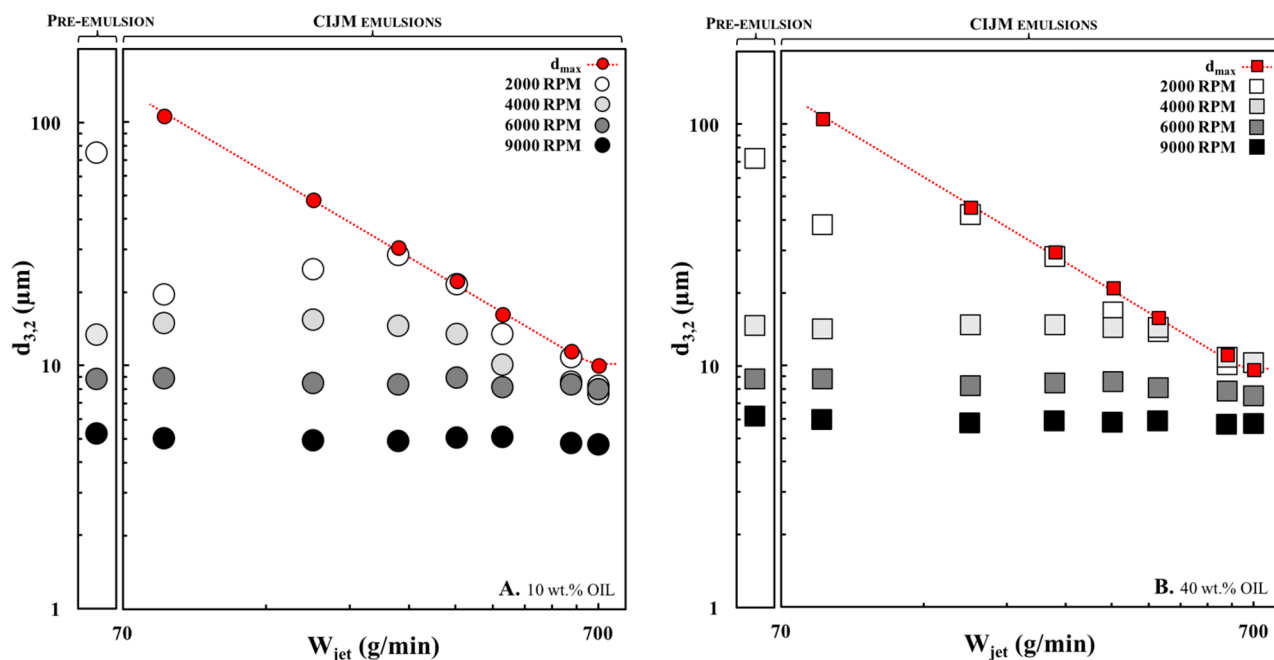 PRE-EMULSION
CIJM EMULSIONS
d3,2 (μm)
100
10
1
dmax
2000 RPM
4000 RPM
6000 RPM
9000 RPM
A. 10 wt.% OIL
70
700
Wjet (g/min)
PRE-EMULSION
CIJM EMULSIONS
d3,2 (μm)
100
10
1
dmax
2000 RPM
4000 RPM
6000 RPM
9000 RPM
B. 40 wt.% OIL
70
700
Wjet (g/min)